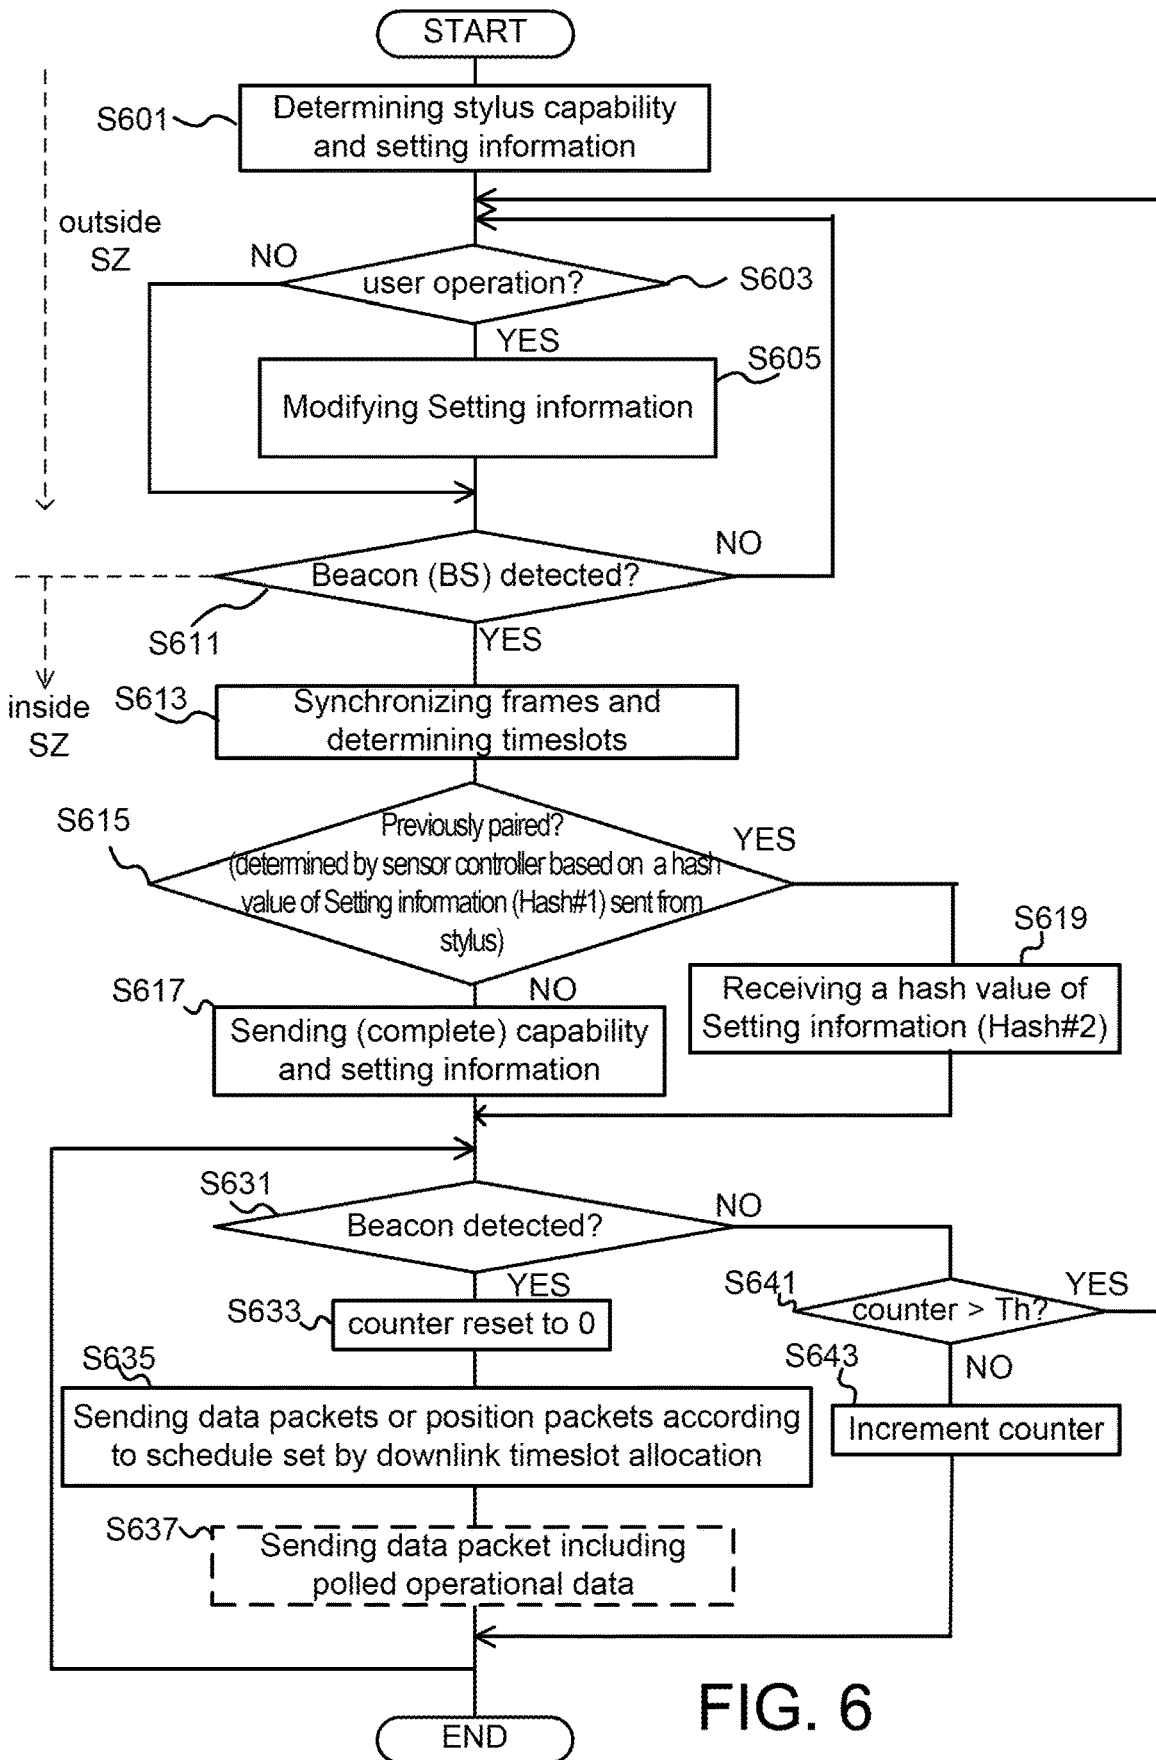 START
S601
Determining stylus capability
and setting information
outside
SZ
NO
user operation?
S603
YES
S605
Modifying Setting information
NO
Beacon (BS) detected?
S611
YES
inside
SZ
S613
Synchronizing frames and
determining timeslots
S615
Previously paired?
(determined by sensor controller based on a hash
value of Setting information (Hash#1) sent from
stylus)
YES
S619
Receiving a hash value of
Setting information (Hash#2)
S617
NO
Sending (complete) capability
and setting information
S631
Beacon detected?
NO
YES
S641
counter > Th?
YES
S633
counter reset to 0
NO
S643
Increment counter
S635
Sending data packets or position packets according
to schedule set by downlink timeslot allocation
S637
Sending data packet including
polled operational data
FIG. 6
END